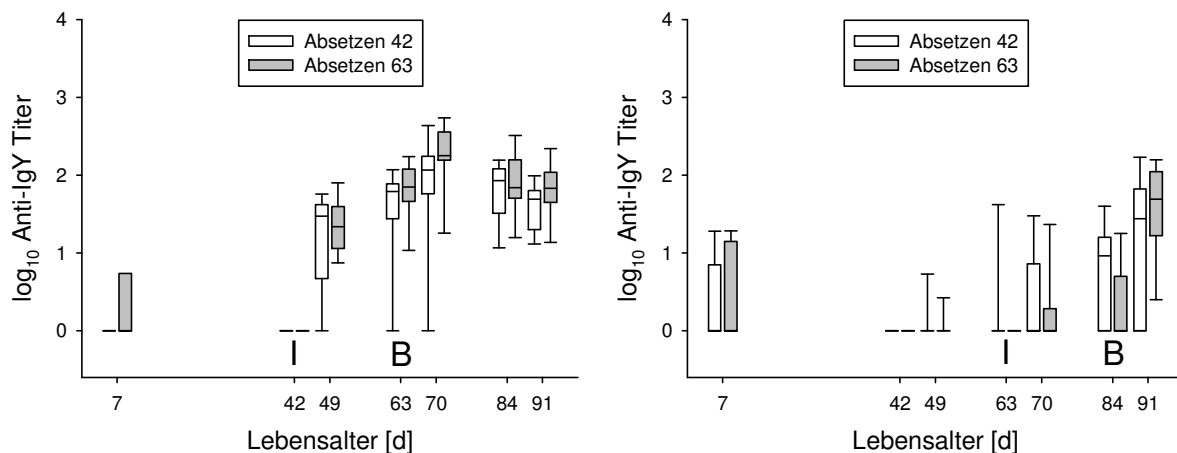 4
Absetzen 42
Absetzen 63
3
log10 Anti-IgY Titer
2
1
0
I
B
7
42
49
63
70
84
91
Lebensalter [d]
4
Absetzen 42
Absetzen 63
3
log10 Anti-IgY Titer
2
1
0
I
B
7
42
49
63
70
84
91
Lebensalter [d]